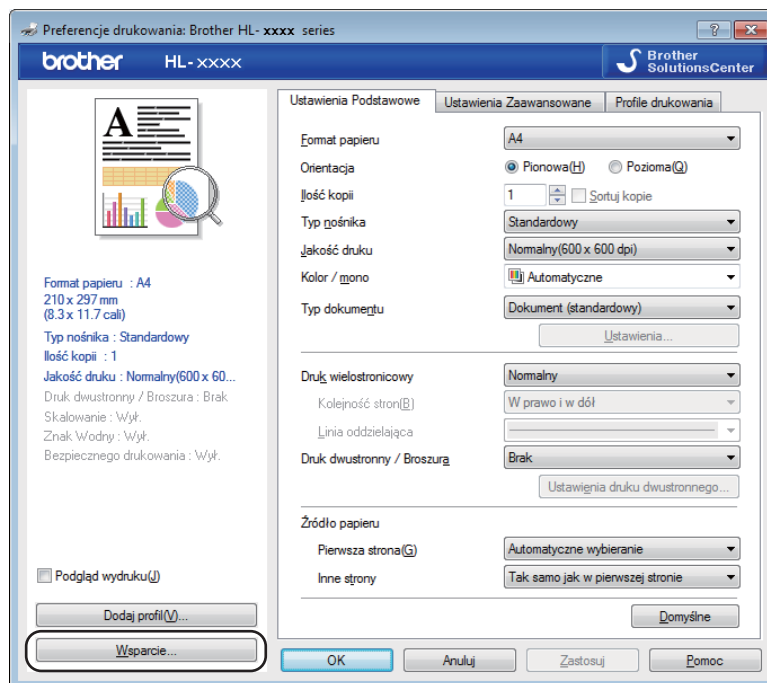 Preferencje drukowania: Brother HL- xxxx series
brother HL-xxxx
Brother
SolutionsCenter
A
Format papieru : A4
210 x 297 mm
(8.3 x 11.7 cali)
Typ nośnika : Standardowy
Ilość kopii : 1
Jakość druku : Normalny(600 x 60...
Druk dwustronny / Broszura : Brak
Skalowanie : Wył.
Znak Wodny : Wył.
Bezpiecznego drukowania : Wył.
Podgląd wydruku(J)
Dodaj profil(V)...
Wsparcie...
Ustawienia Podstawowe Ustawienia Zaawansowane Profile drukowania
Format papieru A4
Orientacja Pionowa(H) Pozioma(Q)
Ilość kopii 1 Sortuj kopie
Typ nośnika Standardowy
Jakość druku Normalny(600 x 600 dpi)
Kolor / mono Automatyczne
Typ dokumentu Dokument (standardowy)
Ustawienia...
Druk wielostronicowy Normalny
Kolejność stron(B) W prawo i w dół
Linia oddzielająca
Druk dwustronny / Broszura Brak
Ustawienia druku dwustronnego...
Źródło papieru
Pierwsza strona(G) Automatyczne wybieranie
Inne strony Tak samo jak w pierwszej stronie
Domyślne
OK Anuluj Zastosuj Pomoc